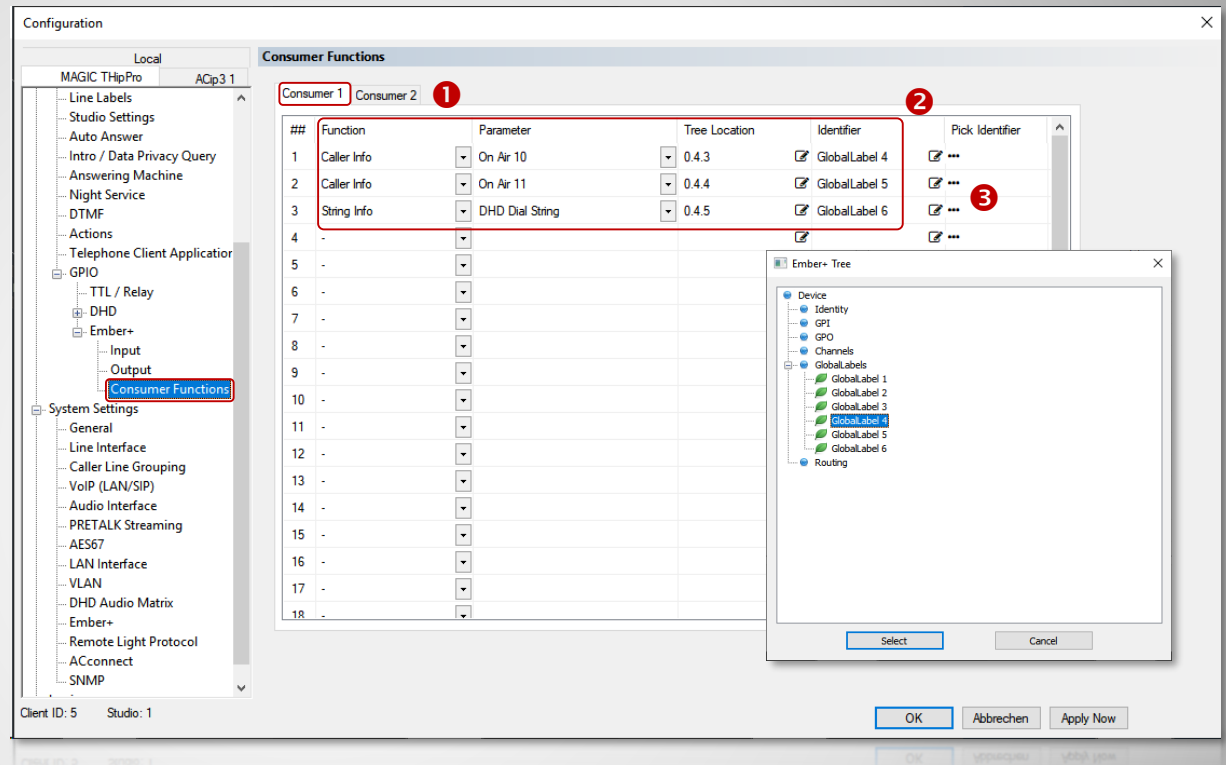 Configuration
Local
MAGIC THipPro ACip3 1
Line Labels
Studio Settings
Auto Answer
Intro / Data Privacy Query
Answering Machine
Night Service
DTMF
Actions
Telephone Client Application
GPIO
TTL / Relay
DHD
Ember+
Input
Output
Consumer Functions
System Settings
General
Line Interface
Caller Line Grouping
VoIP (LAN/SIP)
Audio Interface
PRETALK Streaming
AES67
LAN Interface
VLAN
DHD Audio Matrix
Ember+
Remote Light Protocol
ACconnect
SNMP
Client ID: 5 Studio: 1
Consumer Functions
Consumer 1 Consumer 2 1
2
## Function Parameter Tree Location Identifier Pick Identifier
1 Caller Info On Air 10 0.4.3 GlobalLabel 4 •••
2 Caller Info On Air 11 0.4.4 GlobalLabel 5 •••
3 String Info DHD Dial String 0.4.5 GlobalLabel 6 •••
3
4 - •••
5 -
6 -
7 -
8 -
9 -
10 -
11 -
12 -
13 -
14 -
15 -
16 -
17 -
18 -
Ember+ Tree
Device
Identity
GPI
GPO
Channels
GlobalLabels
GlobalLabel 1
GlobalLabel 2
GlobalLabel 3
GlobalLabel 4
GlobalLabel 5
GlobalLabel 6
Routing
Select Cancel
OK Abbrechen Apply Now